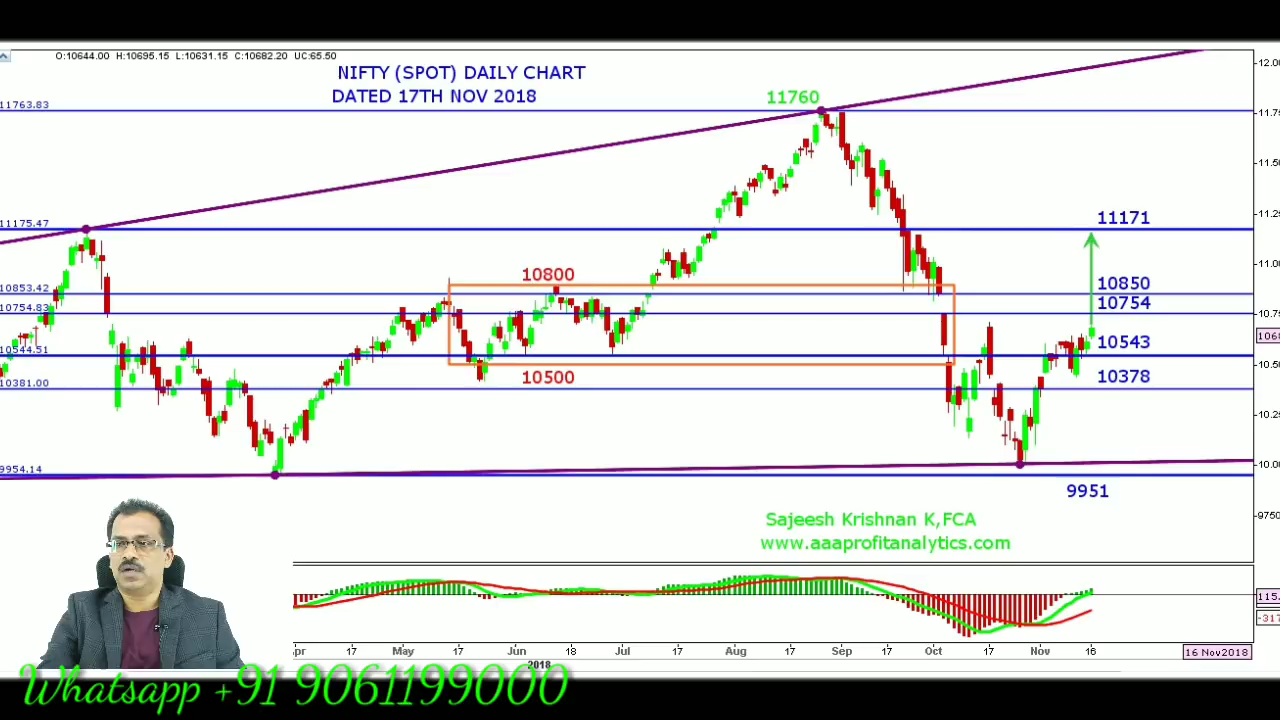 O:10644.00 H:10695.15 L:10631.15 C:10682.20 UC:65.50
NIFTY (SPOT) DAILY CHART
DATED 17TH NOV 2018
11760
11763.83
11175.47
10853.42
10754.83
10544.51
10381.00
9954.14
10800
10500
11171
10850
10754
10543
10378
9951
Sajeesh Krishnan K,FCA
www.aaaprofitanalytics.com
9750
17 May 17 Jun 18 Jul 17 Aug 17 Sep 17 Oct 17 Nov 16
2018
16 Nov2018
Whatsapp +91 9061199000